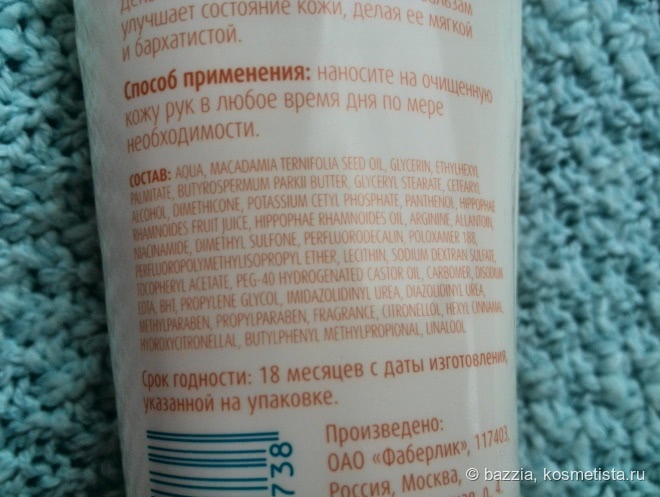 улучшает состояние кожи, делая ее мягкой
и бархатистой.
Способ применения: наносите на очищенную
кожу рук в любое время дня по мере
необходимости.
СОСТАВ: AQUA, MACADAMIA TERNIFOLIA SEED OIL, GLYCERIN, ETHYLHEXYL
PALMITATE, BUTYROSPERMUM PARKII BUTTER, GLYCERYL STEARATE, CETEARYL
ALCOHOL, DIMETHICONE, POTASSIUM CETYL PHOSPHATE, PANTHENOL, HIPPOPHAE
RHAMNOIDES FRUIT JUICE, HIPPOPHAE RHAMNOIDES OIL, ARGININE, ALLANTOIN,
NIACINAMIDE, DIMETHYL SULFONE, PERFLUORODECALIN, POLOXAMER 188,
PERFLUOROPOLYMETHYLISOPROPYL ETHER, LECITHIN, SODIUM DEXTRAN SULFATE,
TOCOPHERYL ACETATE, PEG-40 HYDROGENATED CASTOR OIL, CARBOMER, DISODIUM
EDTA, BHT, PROPYLENE GLYCOL, IMIDAZOLIDINYL UREA, DIAZOLIDINYL UREA,
METHYLPARABEN, PROPYLPARABEN, FRAGRANCE, CITRONELLOL, HEXYL CINNAMAL,
HYDROXYCITRONELLAL, BUTYLPHENYL METHYLPROPIONAL, LINALOOL
Срок годности: 18 месяцев с даты изготовления,
указанной на упаковке.
Произведено:
ОАО «Фаберлик», 117403,
Россия, Москва,
738
© bazzia, kosmetista.ru